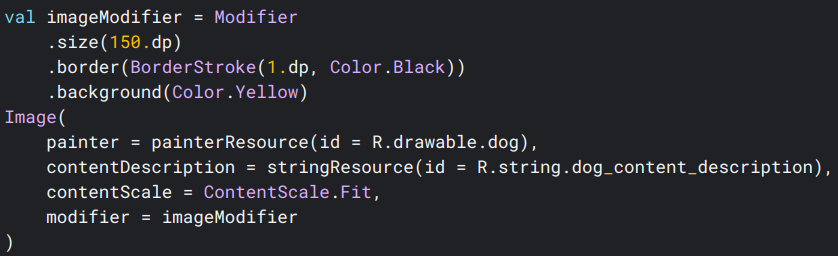 val imageModifier = Modifier
    .size(150.dp)
    .border(BorderStroke(1.dp, Color.Black))
    .background(Color.Yellow)
Image(
    painter = painterResource(id = R.drawable.dog),
    contentDescription = stringResource(id = R.string.dog_content_description),
    contentScale = ContentScale.Fit,
    modifier = imageModifier
)